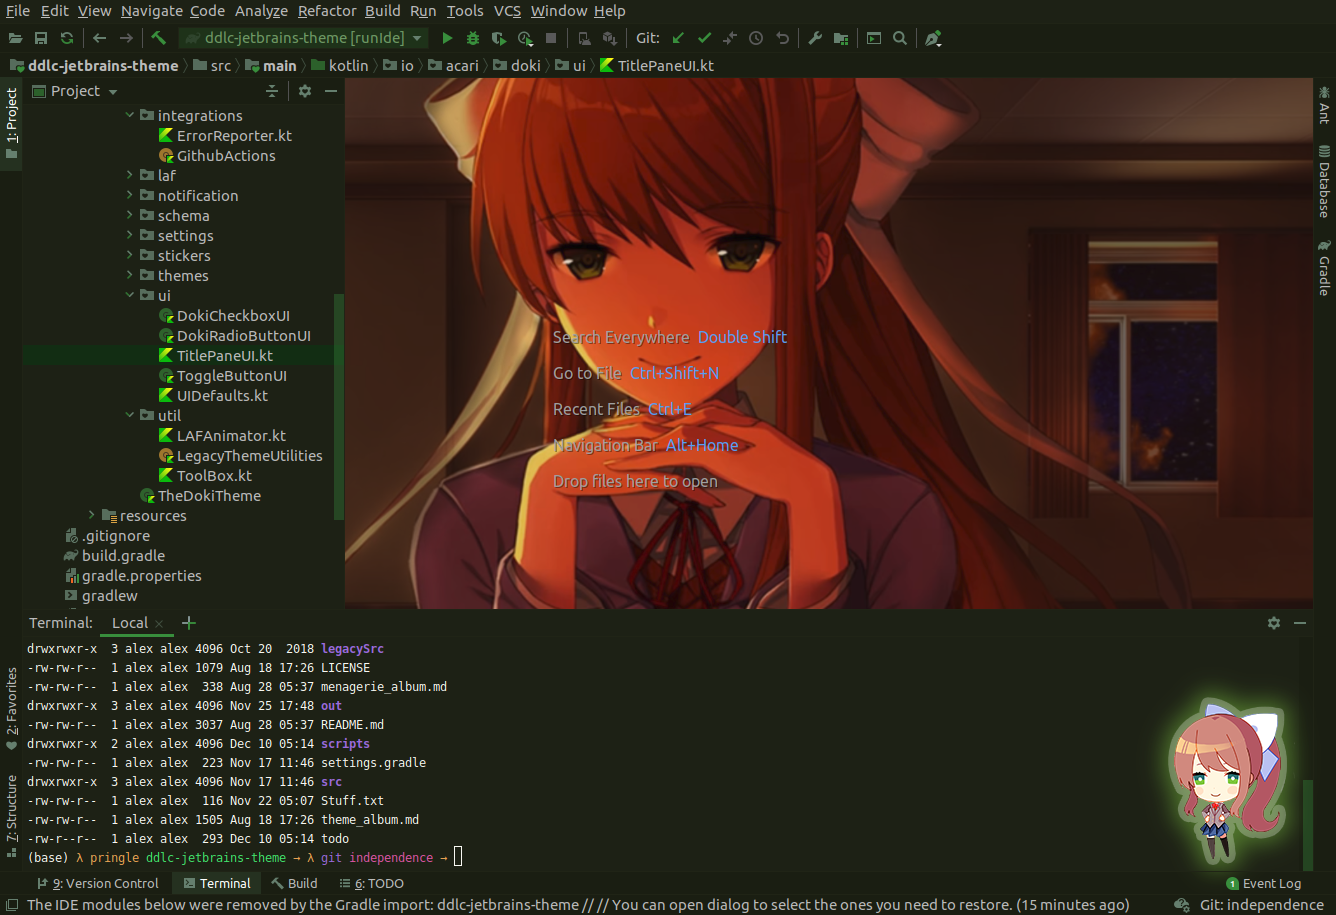 File Edit View Navigate Code Analyze Refactor Build Run Tools VCS Window Help
ddlc-jetbrains-theme [runIde] Git:
ddlc-jetbrains-theme src main kotlin io acari doki ui TitlePaneUI.kt
1: Project
Project
integrations
ErrorReporter.kt
GithubActions
laf
notification
schema
settings
stickers
themes
ui
DokiCheckboxUI
DokiRadioButtonUI
TitlePaneUI.kt
ToggleButtonUI
UIDefaults.kt
util
LAFAnimator.kt
LegacyThemeUtilities
ToolBox.kt
TheDokiTheme
resources
.gitignore
build.gradle
gradle.properties
gradlew
Search Everywhere Double Shift
Go to File Ctrl+Shift+N
Recent Files Ctrl+E
Navigation Bar Alt+Home
Drop files here to open
Ant
Database
Gradle
2: Favorites
7: Structure
Terminal: Local
drwxrwxr-x 3 alex alex 4096 Oct 20 2018 legacySrc
-rw-rw-r-- 1 alex alex 1079 Aug 18 17:26 LICENSE
-rw-rw-r-- 1 alex alex 338 Aug 28 05:37 menagerie_album.md
drwxrwxr-x 3 alex alex 4096 Nov 25 17:48 out
-rw-rw-r-- 1 alex alex 3037 Aug 28 05:37 README.md
drwxrwxr-x 2 alex alex 4096 Dec 10 05:14 scripts
-rw-rw-r-- 1 alex alex 223 Nov 17 11:46 settings.gradle
drwxrwxr-x 3 alex alex 4096 Nov 17 11:46 src
-rw-rw-r-- 1 alex alex 116 Nov 22 05:07 Stuff.txt
-rw-rw-r-- 1 alex alex 1505 Aug 18 17:26 theme_album.md
-rw-r--r-- 1 alex alex 293 Dec 10 05:14 todo
(base) λ pringle ddlc-jetbrains-theme → λ git independence →
9: Version Control Terminal Build 6: TODO 1 Event Log
The IDE modules below were removed by the Gradle import: ddlc-jetbrains-theme // // You can open dialog to select the ones you need to restore. (15 minutes ago) Git: independence